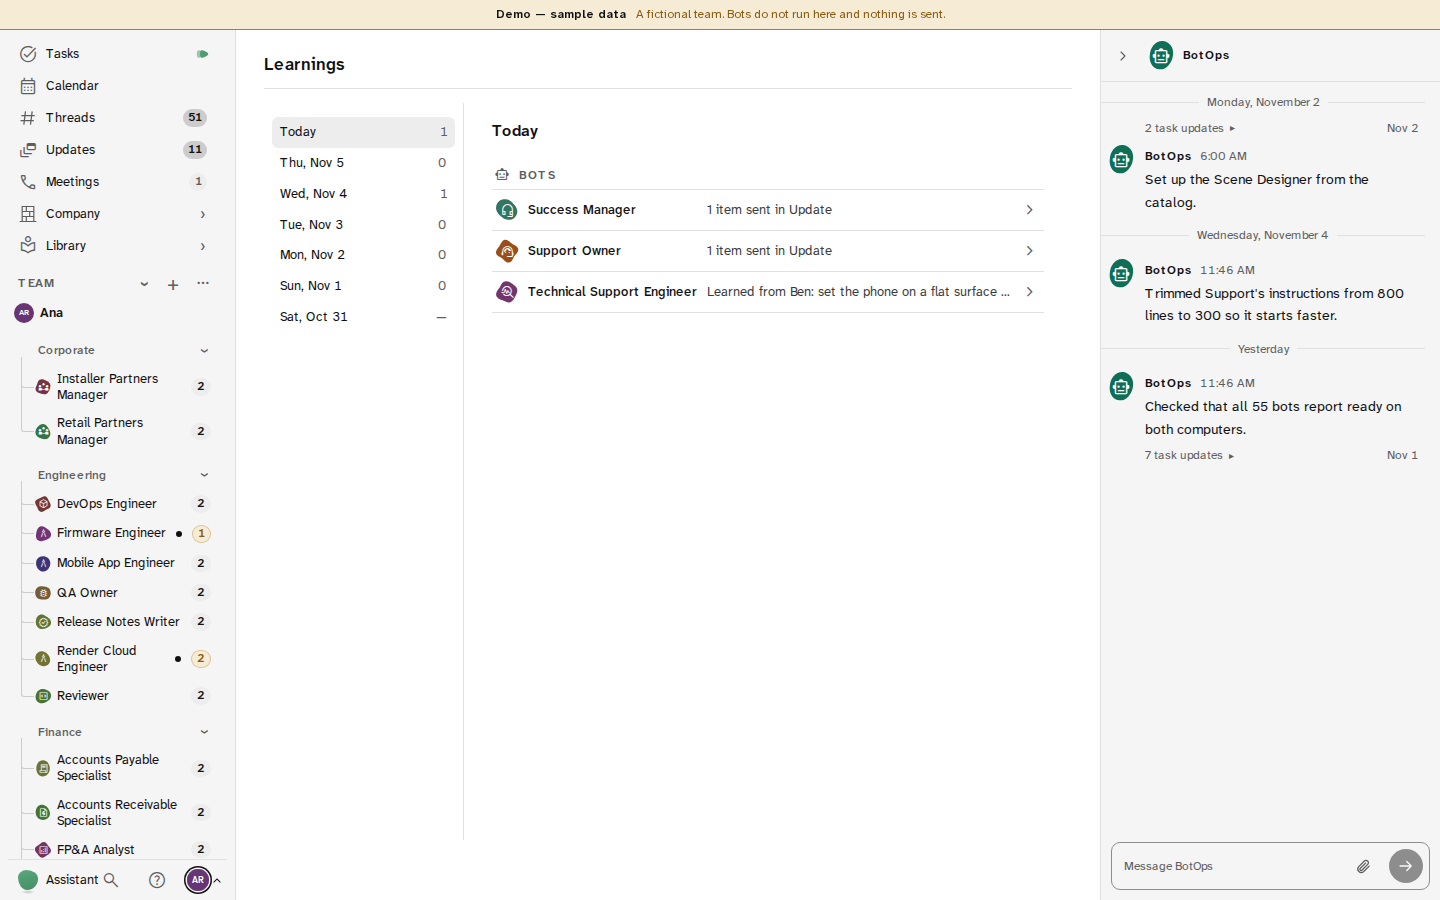 Demo — sample data A fictional team. Bots do not run here and nothing is sent.
Tasks
Calendar
Threads 51
Updates 11
Meetings 1
Company
Library
TEAM
AR Ana
Corporate
Installer Partners
Manager 2
Retail Partners
Manager 2
Engineering
DevOps Engineer 2
Firmware Engineer 1
Mobile App Engineer 2
QA Owner 2
Release Notes Writer 2
Render Cloud
Engineer 2
Reviewer 2
Finance
Accounts Payable
Specialist 2
Accounts Receivable
Specialist 2
FP&A Analyst 2
Assistant AR
Learnings
Today 1
Thu, Nov 5 0
Wed, Nov 4 1
Tue, Nov 3 0
Mon, Nov 2 0
Sun, Nov 1 0
Sat, Oct 31 —
Today
BOTS
Success Manager 1 item sent in Update
Support Owner 1 item sent in Update
Technical Support Engineer Learned from Ben: set the phone on a flat surface ...
BotOps
Monday, November 2
2 task updates Nov 2
BotOps 6:00 AM
Set up the Scene Designer from the
catalog.
Wednesday, November 4
BotOps 11:46 AM
Trimmed Support's instructions from 800
lines to 300 so it starts faster.
Yesterday
BotOps 11:46 AM
Checked that all 55 bots report ready on
both computers.
7 task updates Nov 1
Message BotOps